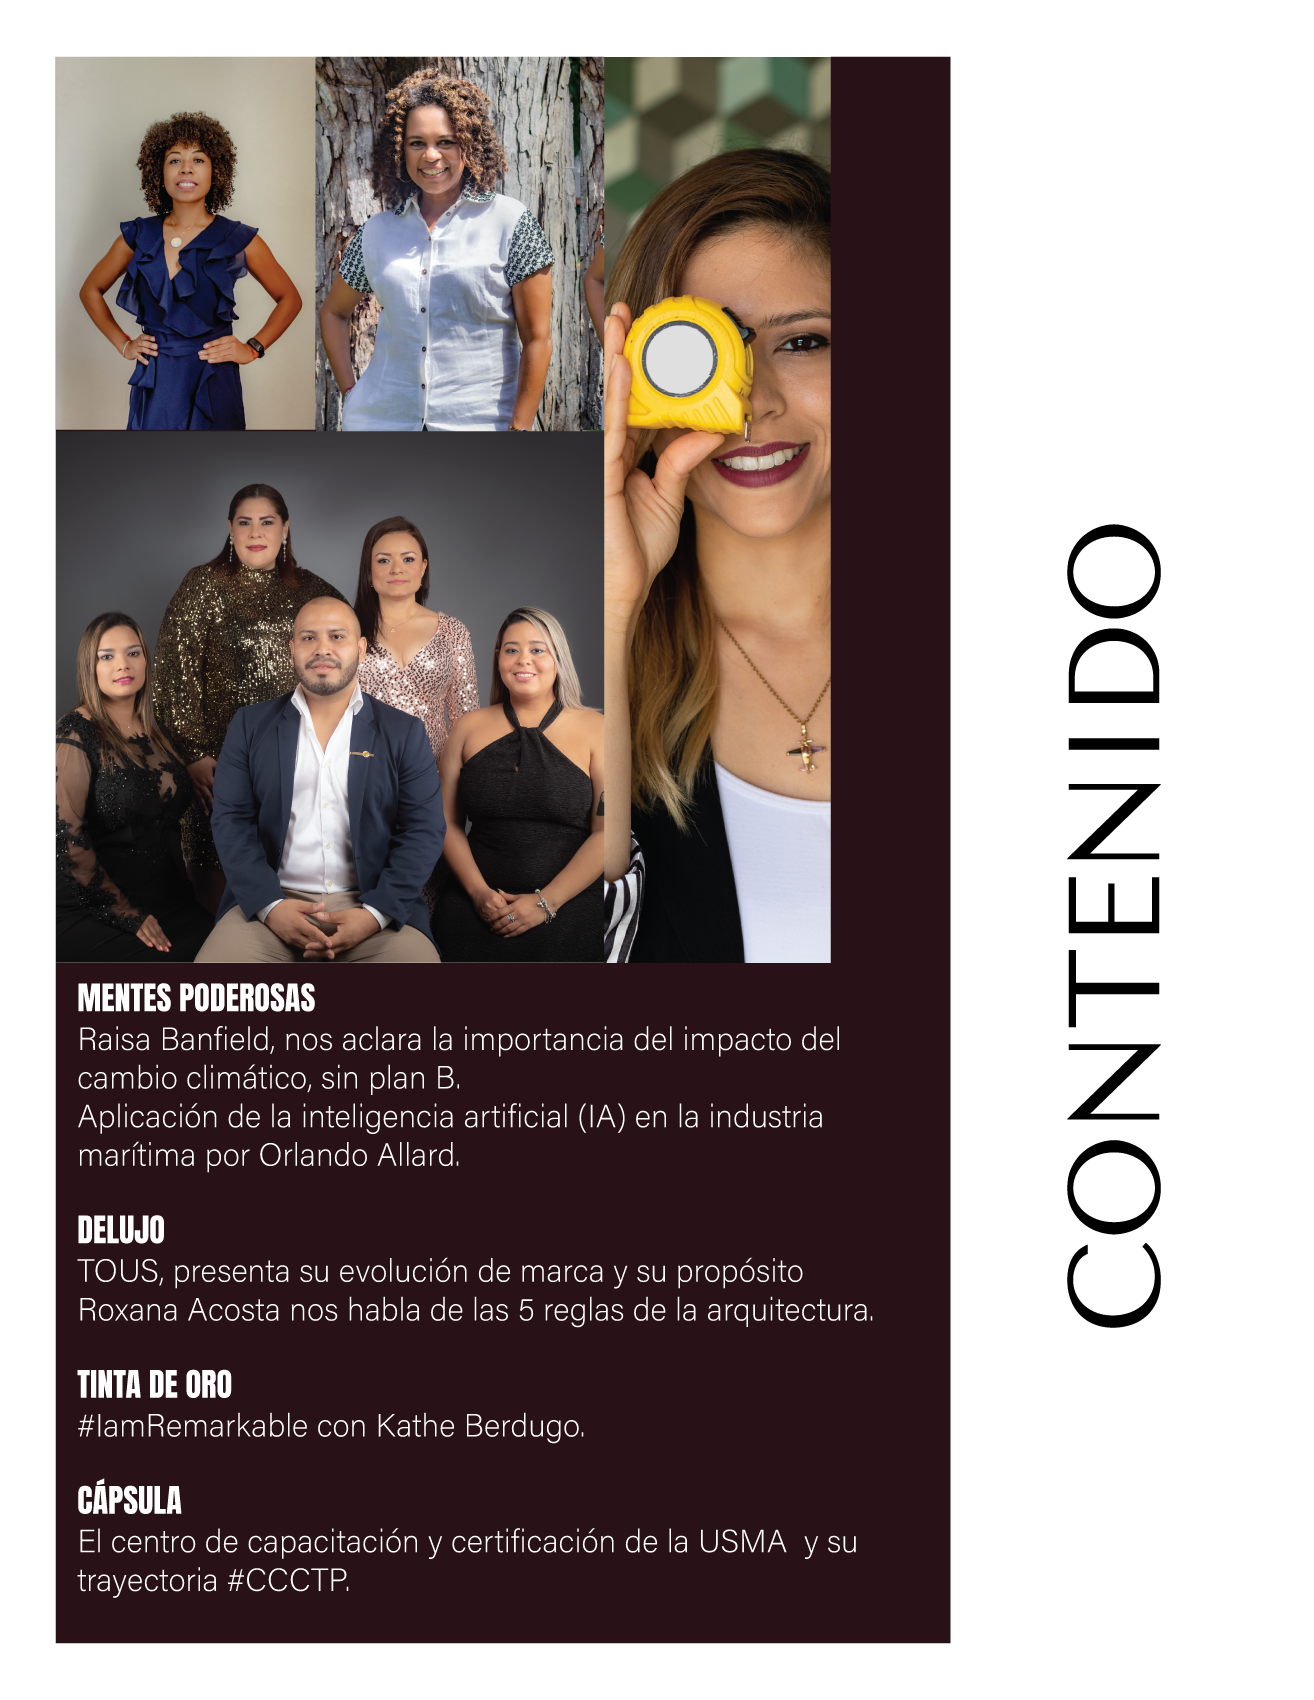 MENTES PODEROSAS
Raisa Banfield, nos aclara la importancia del impacto del
cambio climático, sin plan B.
Aplicación de la inteligencia artificial (IA) en la industria
marítima por Orlando Allard.
DELUJO
TOUS, presenta su evolución de marca y su propósito
Roxana Acosta nos habla de las 5 reglas de la arquitectura.
TINTA DE ORO
#IamRemarkable con Kathe Berdugo.
CÁPSULA
El centro de capacitación y certificación de la USMA y su
trayectoria #CCCTP.
CONTENIDO